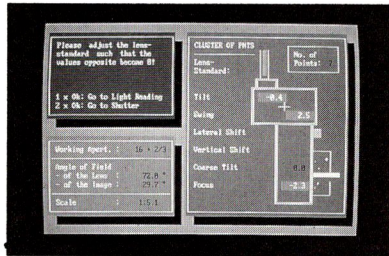 Please adjust the lens-
standard such that the
values opposite become 0!
1 x Ok: Go to Light Reading
2 x Ok: Go to Shutter
Working Apert. : 16 + 2/3
Angle of Field
- of the Lens : 72.0 °
- of the Image : 29.7 °
Scale : 1:5.1
CLUSTER OF PNTS
No. of
Points:
Lens-
Standard:
Tilt -0.4
Swing 2.5
Lateral Shift
Vertical Shift
Coarse Tilt 0.0
Focus -2.3